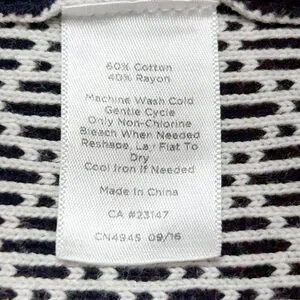 60% Cotton
40% Rayon
Machine Wash Cold
Gentle Cycle
Only Non-Chlorine
Bleach When Needed
Reshape, Lay Flat To
Dry
Cool Iron If Needed
Made In China
CA #23147
CN4945 09/16